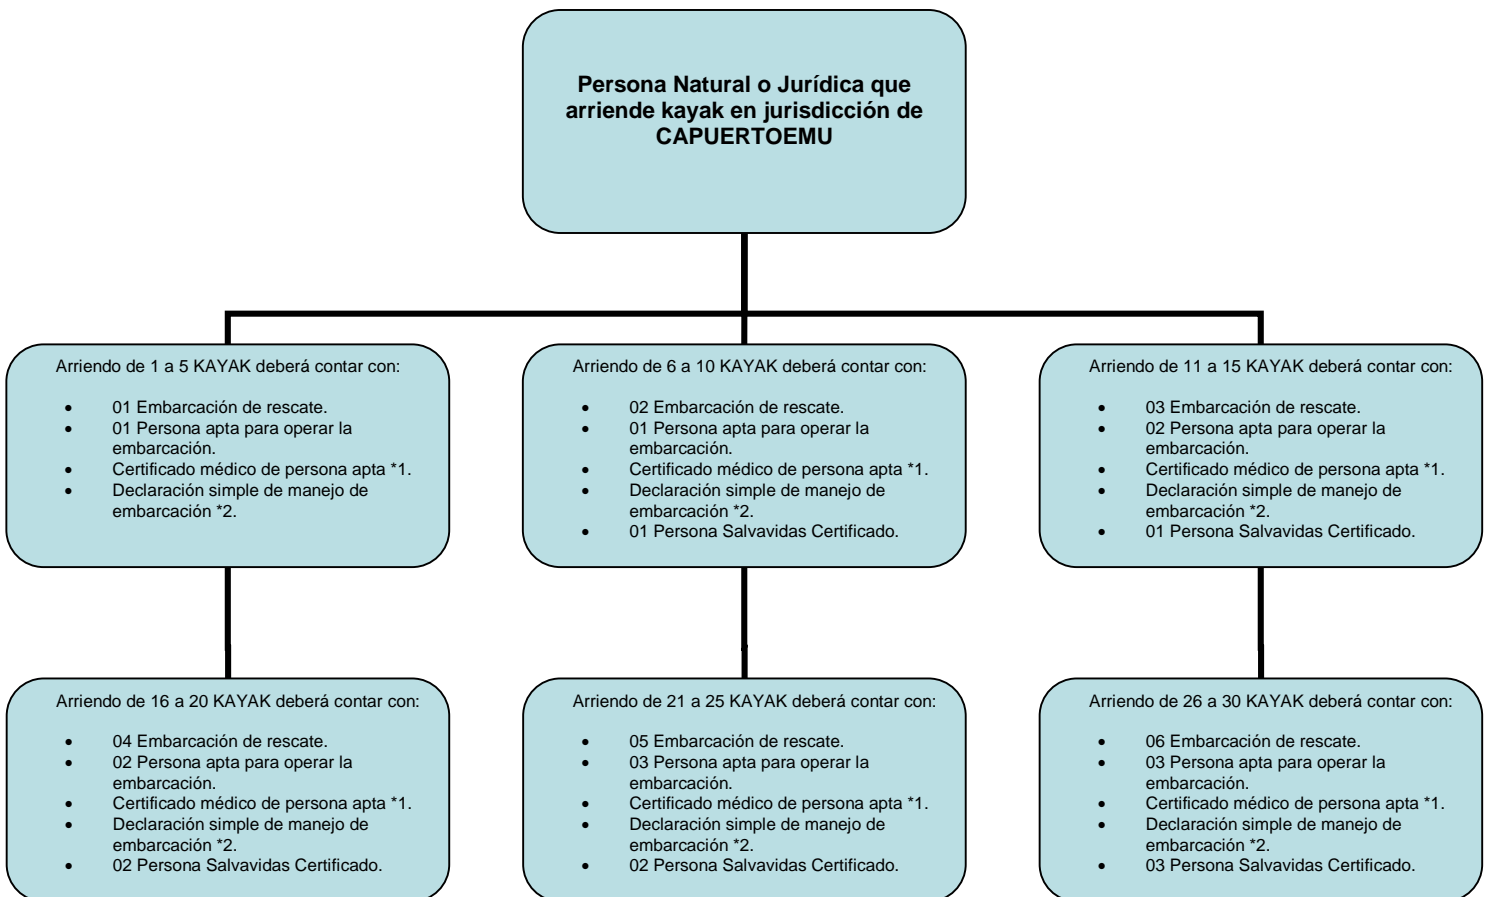 Persona Natural o Jurídica que
arriende kayak en jurisdicción de
CAPUERTOEMU
Arriendo de 1 a 5 KAYAK deberá contar con:
• 01 Embarcación de rescate.
• 01 Persona apta para operar la
embarcación.
• Certificado médico de persona apta *1.
• Declaración simple de manejo de
embarcación *2.
Arriendo de 6 a 10 KAYAK deberá contar con:
• 02 Embarcación de rescate.
• 01 Persona apta para operar la
embarcación.
• Certificado médico de persona apta *1.
• Declaración simple de manejo de
embarcación *2.
• 01 Persona Salvavidas Certificado.
Arriendo de 11 a 15 KAYAK deberá contar con:
• 03 Embarcación de rescate.
• 02 Persona apta para operar la
embarcación.
• Certificado médico de persona apta *1.
• Declaración simple de manejo de
embarcación *2.
• 01 Persona Salvavidas Certificado.
Arriendo de 16 a 20 KAYAK deberá contar con:
• 04 Embarcación de rescate.
• 02 Persona apta para operar la
embarcación.
• Certificado médico de persona apta *1.
• Declaración simple de manejo de
embarcación *2.
• 02 Persona Salvavidas Certificado.
Arriendo de 21 a 25 KAYAK deberá contar con:
• 05 Embarcación de rescate.
• 03 Persona apta para operar la
embarcación.
• Certificado médico de persona apta *1.
• Declaración simple de manejo de
embarcación *2.
• 02 Persona Salvavidas Certificado.
Arriendo de 26 a 30 KAYAK deberá contar con:
• 06 Embarcación de rescate.
• 03 Persona apta para operar la
embarcación.
• Certificado médico de persona apta *1.
• Declaración simple de manejo de
embarcación *2.
• 03 Persona Salvavidas Certificado.